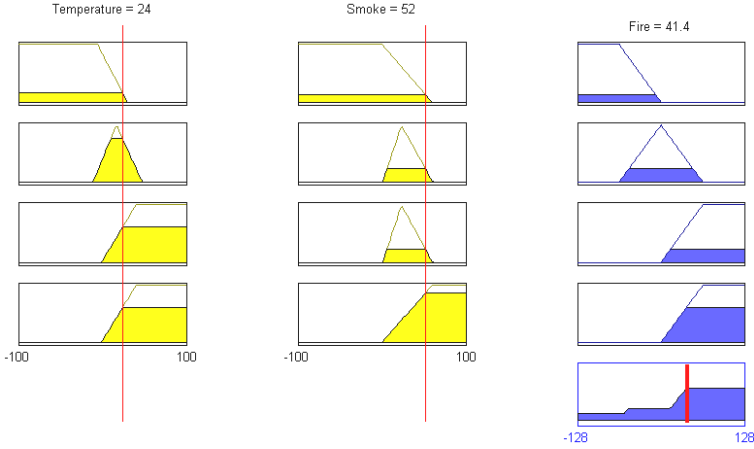 Temperature = 24
Smoke = 52
Fire = 41.4
-100
100
-100
100
-128
128